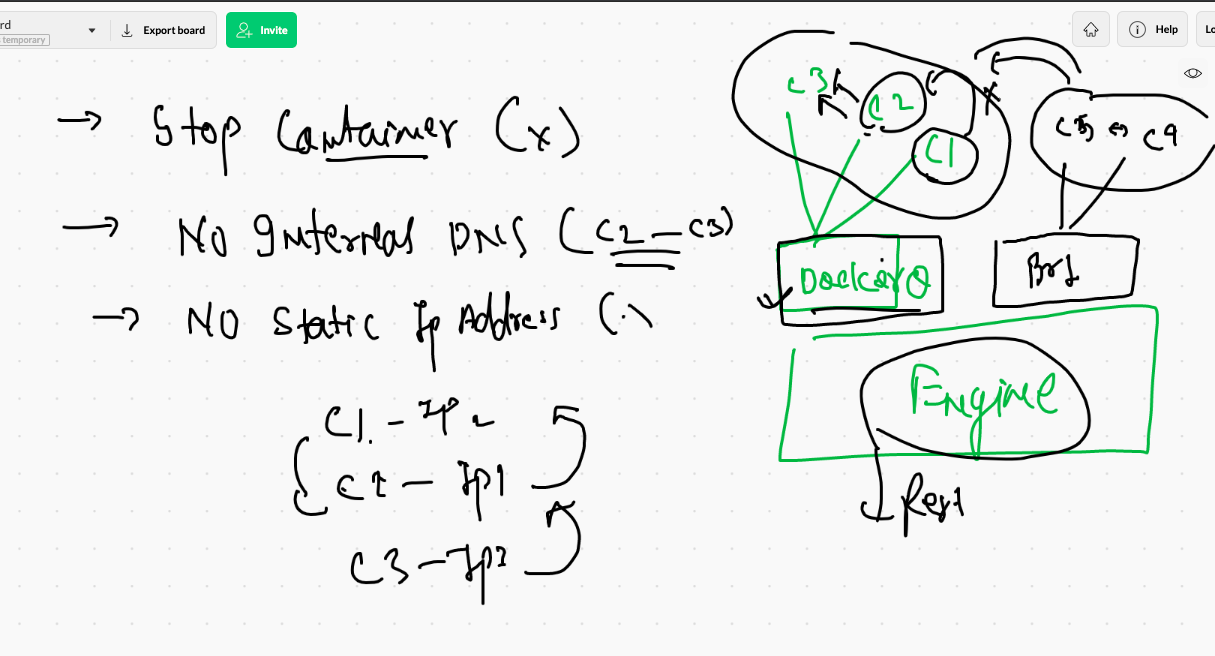 rd
temporary
Export board
Invite
Help
Lo
→ Stop Container (x)
→ No Internal DNS (C2 – C3)
→ NO Static Ip Address (.)
C1. - Ip2
C2 - Ip1
C3 - Ip3
C3
C2
C1
C5 ⇔ C4
Docker0
Br1
Engine
Rest